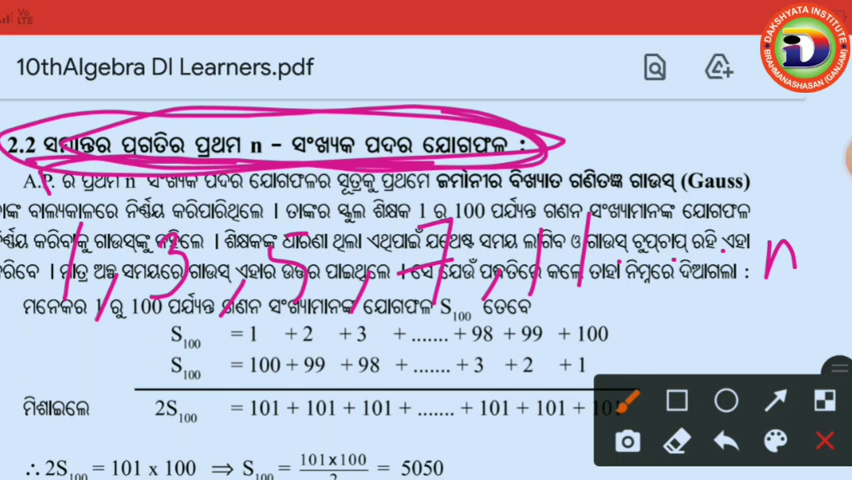 Vo
LTE
DAKSHYATA INSTITUTE
BRAHMANASHASAN (GANJAM)
10thAlgebra DI Learners.pdf
2.2 ସମାନ୍ତର ପ୍ରଗତିର ପ୍ରଥମ n - ସଂଖ୍ୟକ ପଦର ଯୋଗଫଳ :
A.P. ର ପ୍ରଥମ n ସଂଖ୍ୟକ ପଦର ଯୋଗଫଳର ସୂତ୍ରକୁ ପ୍ରଥମେ ଜର୍ମାନୀର ବିଖ୍ୟାତ ଗଣିତଜ୍ଞ ଗାଉସ୍ (Gauss)
ତାଙ୍କ ବାଲ୍ୟକାଳରେ ନିର୍ଣ୍ଣୟ କରିପାରିଥିଲେ । ତାଙ୍କର ସ୍କୁଲ ଶିକ୍ଷକ 1 ରୁ 100 ପର୍ଯ୍ୟନ୍ତ ଗଣନ ସଂଖ୍ୟାମାନଙ୍କ ଯୋଗଫଳ
ନିର୍ଣ୍ଣୟ କରିବାକୁ ଗାଉସ୍‌ଙ୍କୁ କହିଲେ । ଶିକ୍ଷକଙ୍କ ଧାରଣା ଥିଲା ଏଥିପାଇଁ ଯଥେଷ୍ଟ ସମୟ ଲାଗିବ ଓ ଗାଉସ୍ ଚୁପ୍‌ଚାପ୍ ରହି ଏହା
କରିବେ । ମାତ୍ର ଅଳ୍ପ ସମୟରେ ଗାଉସ୍ ଏହାର ଉତ୍ତର ପାଇଥିଲେ । ସେ ଯେଉଁ ପଦ୍ଧତିରେ କଲେ ତାହା ନିମ୍ନରେ ଦିଆଗଲା :
1, 3, 5, 7, 11 . . . n
ମନେକର 1 ରୁ 100 ପର୍ଯ୍ୟନ୍ତ ଗଣନ ସଂଖ୍ୟାମାନଙ୍କ ଯୋଗଫଳ S₁₀₀ ତେବେ
S₁₀₀ = 1 + 2 + 3 + ....... + 98 + 99 + 100
S₁₀₀ = 100 + 99 + 98 + ....... + 3 + 2 + 1
ମିଶାଇଲେ 2S₁₀₀ = 101 + 101 + 101 + ....... + 101 + 101 + 101
∴ 2S₁₀₀ = 101 x 100 ⇒ S₁₀₀ = 101x100/2 = 5050